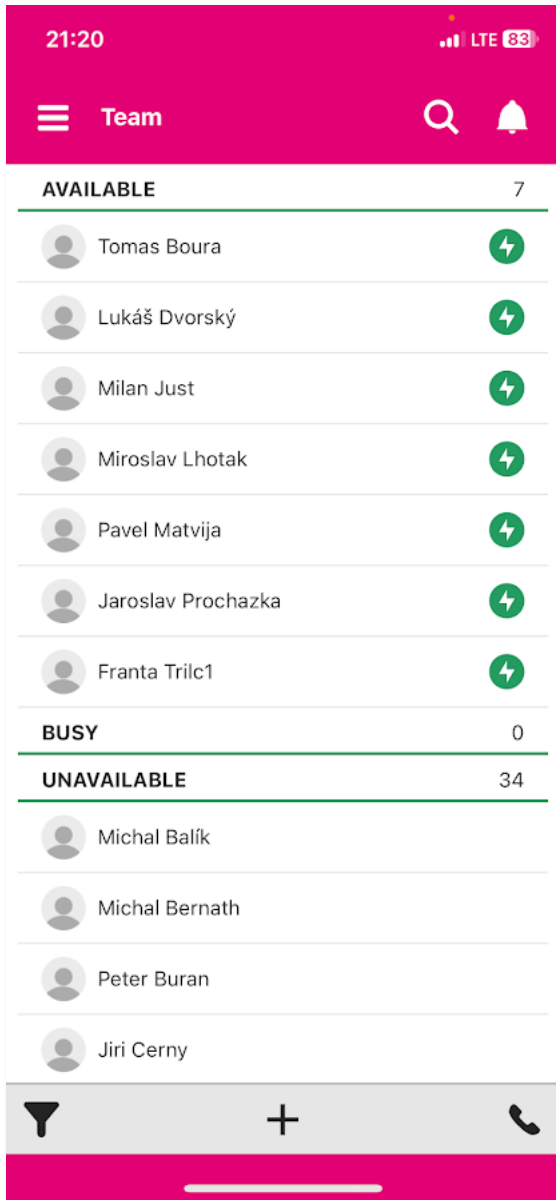 21:20
LTE 83
Team
AVAILABLE 7
Tomas Boura
Lukáš Dvorský
Milan Just
Miroslav Lhotak
Pavel Matvija
Jaroslav Prochazka
Franta Trilc1
BUSY 0
UNAVAILABLE 34
Michal Balík
Michal Bernath
Peter Buran
Jiri Cerny